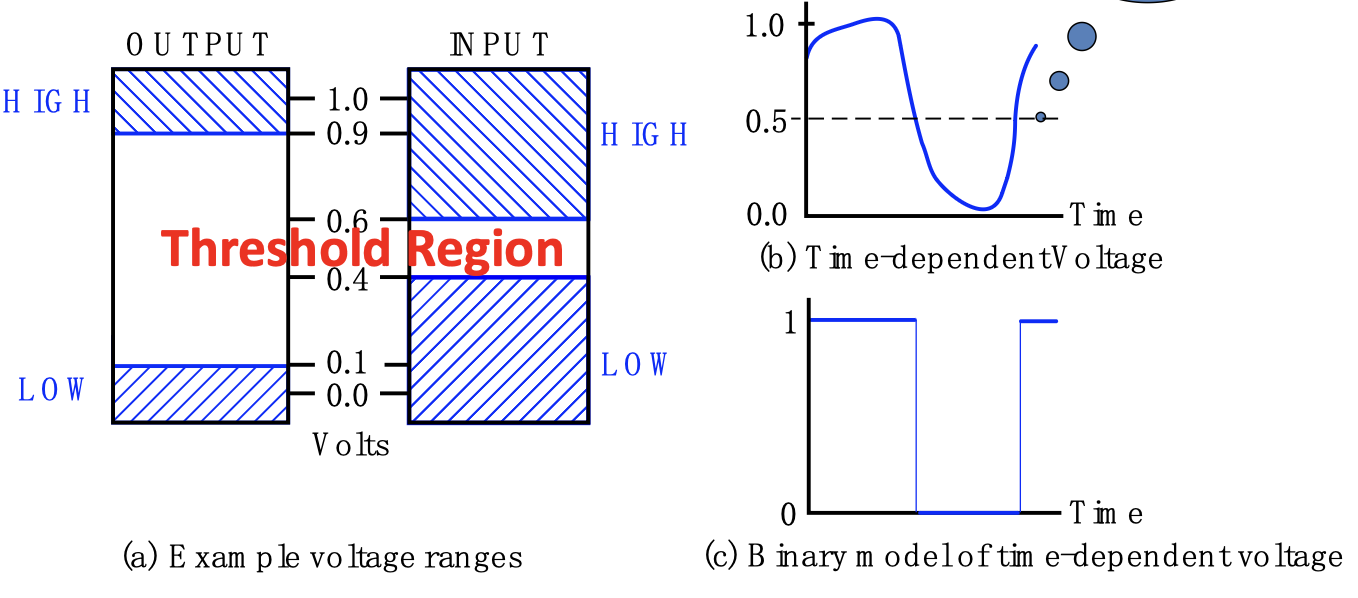 OUTPUT
INPUT
HIGH
1.0
0.9
HIGH
0.6
Threshold Region
0.4
0.1
LOW
LOW
0.0
Volts
(a) Example voltage ranges
1.0
0.5
0.0
Time
(b) Time-dependent Voltage
1
0
Time
(c) Binary model of time-dependent voltage